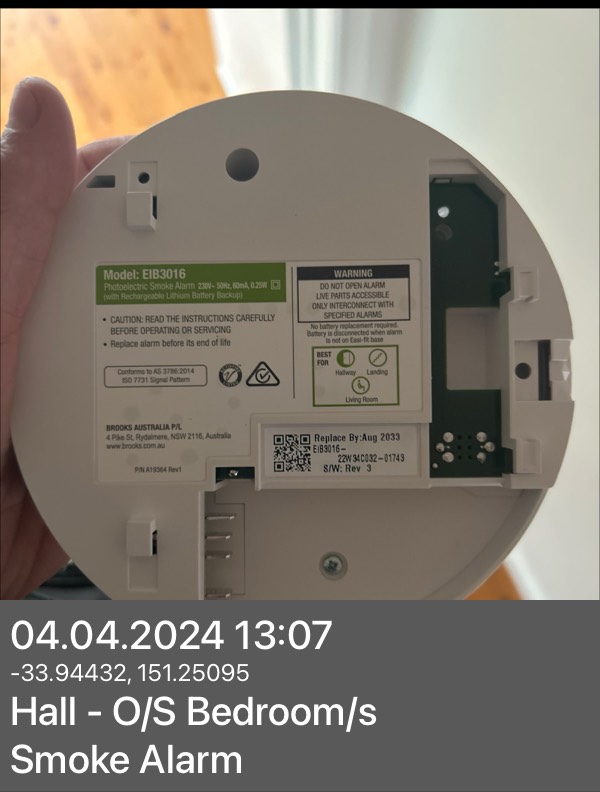 Model: EIB3016
Photoelectric Smoke Alarm 230V~ 50Hz, 60mA, 0.25W
(with Rechargeable Lithium Battery Backup)
• CAUTION: READ THE INSTRUCTIONS CAREFULLY
BEFORE OPERATING OR SERVICING
• Replace alarm before its end of life
Conforms to AS 3786:2014
ISO 7731 Signal Pattern
BROOKS AUSTRALIA P/L
4 Pike St, Rydalmere, NSW 2116, Australia
www.brooks.com.au
P/N A19364 Rev1
WARNING
DO NOT OPEN ALARM
LIVE PARTS ACCESSIBLE
ONLY INTERCONNECT WITH
SPECIFIED ALARMS
No battery replacement required.
Battery is disconnected when alarm
is not on Easi-fit base
BEST
FOR
Hallway
Landing
Living Room
Replace By:Aug 2033
EIB3016-
22W34C032-01743
S/W: Rev 3
04.04.2024 13:07
-33.94432, 151.25095
Hall - O/S Bedroom/s
Smoke Alarm